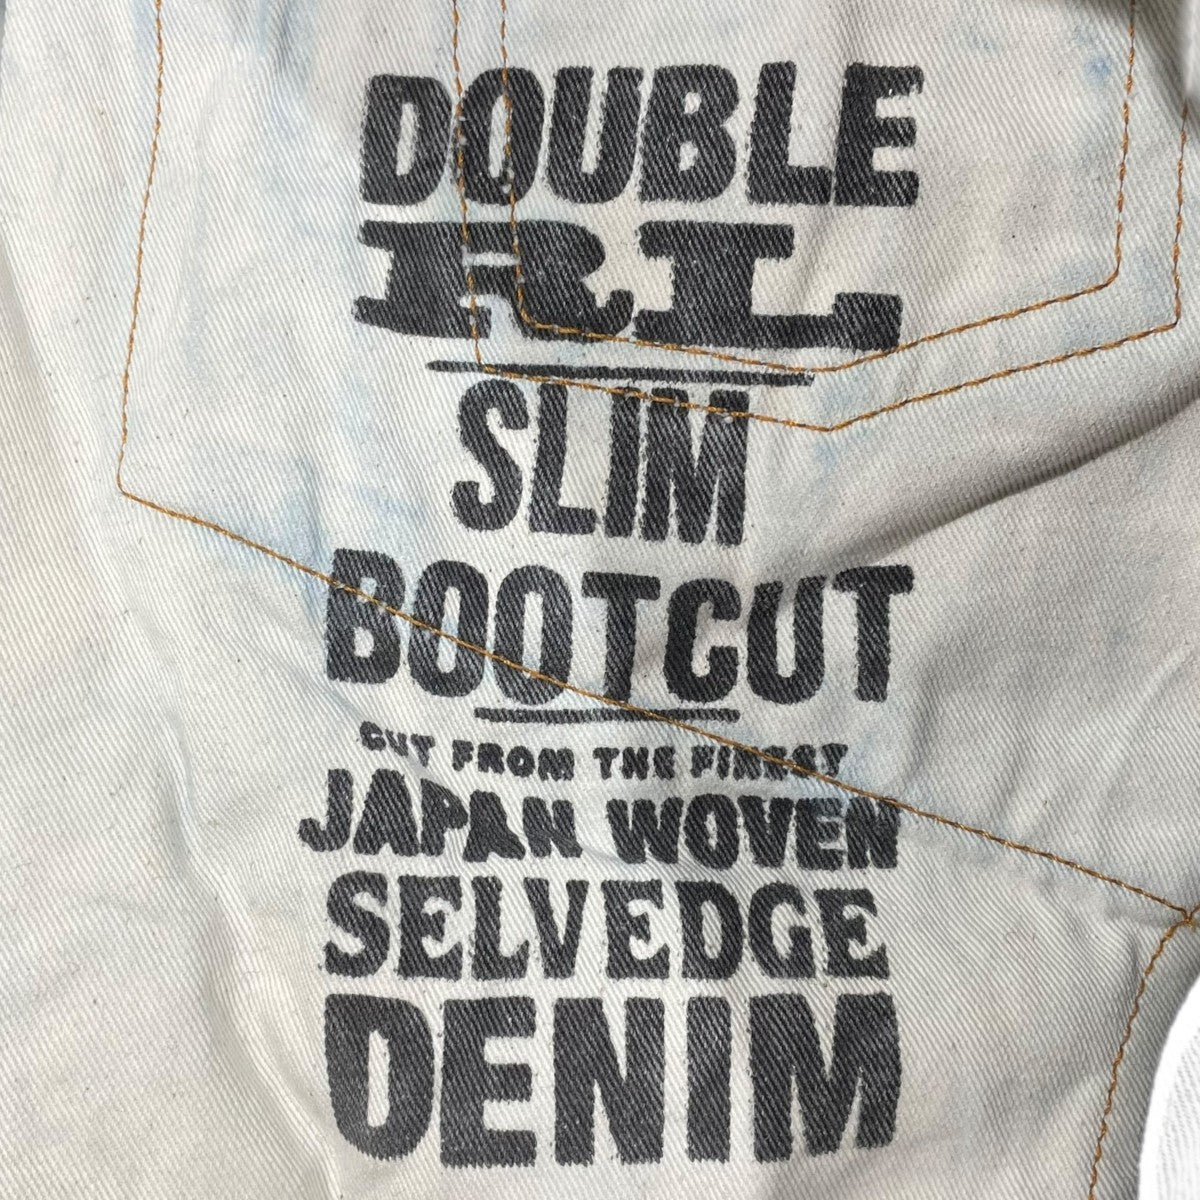 DOUBLE
RL
SLIM
BOOTCUT
CUT FROM THE FINEST
JAPAN WOVEN
SELVEDGE
DENIM